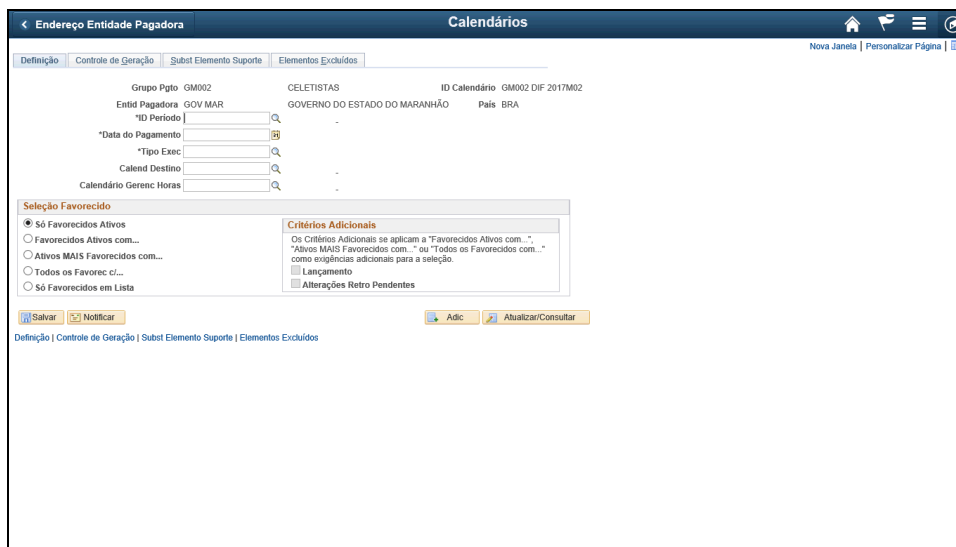 Endereço Entidade Pagadora Calendários
Nova Janela | Personalizar Página |
Definição Controle de Geração Subst Elemento Suporte Elementos Excluídos
Grupo Pgto GM002 CELETISTAS ID Calendário GM002 DIF 2017M02
Entid Pagadora GOV MAR GOVERNO DO ESTADO DO MARANHÃO País BRA
*ID Período -
*Data do Pagamento
*Tipo Exec
Calend Destino -
Calendário Gerenc Horas -
Seleção Favorecido
Só Favorecidos Ativos
Favorecidos Ativos com...
Ativos MAIS Favorecidos com...
Todos os Favorec c/...
Só Favorecidos em Lista
Critérios Adicionais
Os Critérios Adicionais se aplicam a "Favorecidos Ativos com...",
"Ativos MAIS Favorecidos com..." ou "Todos os Favorecidos com..."
como exigências adicionais para a seleção.
Lançamento
Alterações Retro Pendentes
Salvar Notificar Adic Atualizar/Consultar
Definição | Controle de Geração | Subst Elemento Suporte | Elementos Excluídos